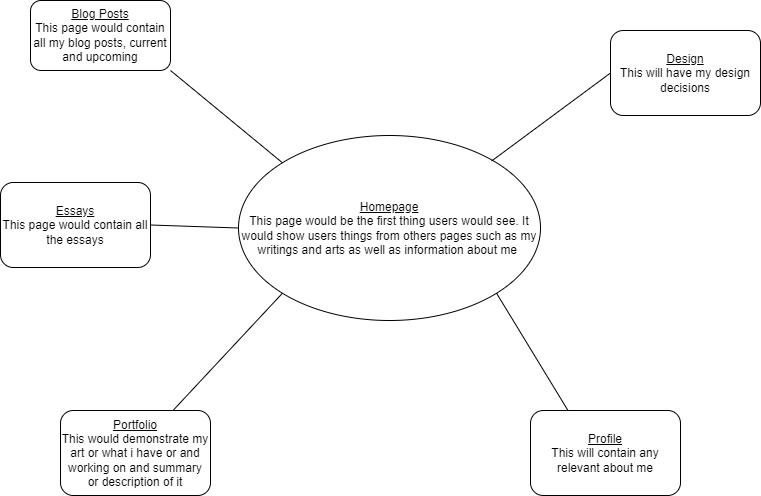 Blog Posts
This page would contain
all my blog posts, current
and upcoming
Design
This will have my design
decisions
Essays
This page would contain all
the essays
Homepage
This page would be the first thing users would see. It
would show users things from others pages such as my
writings and arts as well as information about me
Portfolio
This would demonstrate my
art or what i have or and
working on and summary
or description of it
Profile
This will contain any
relevant about me